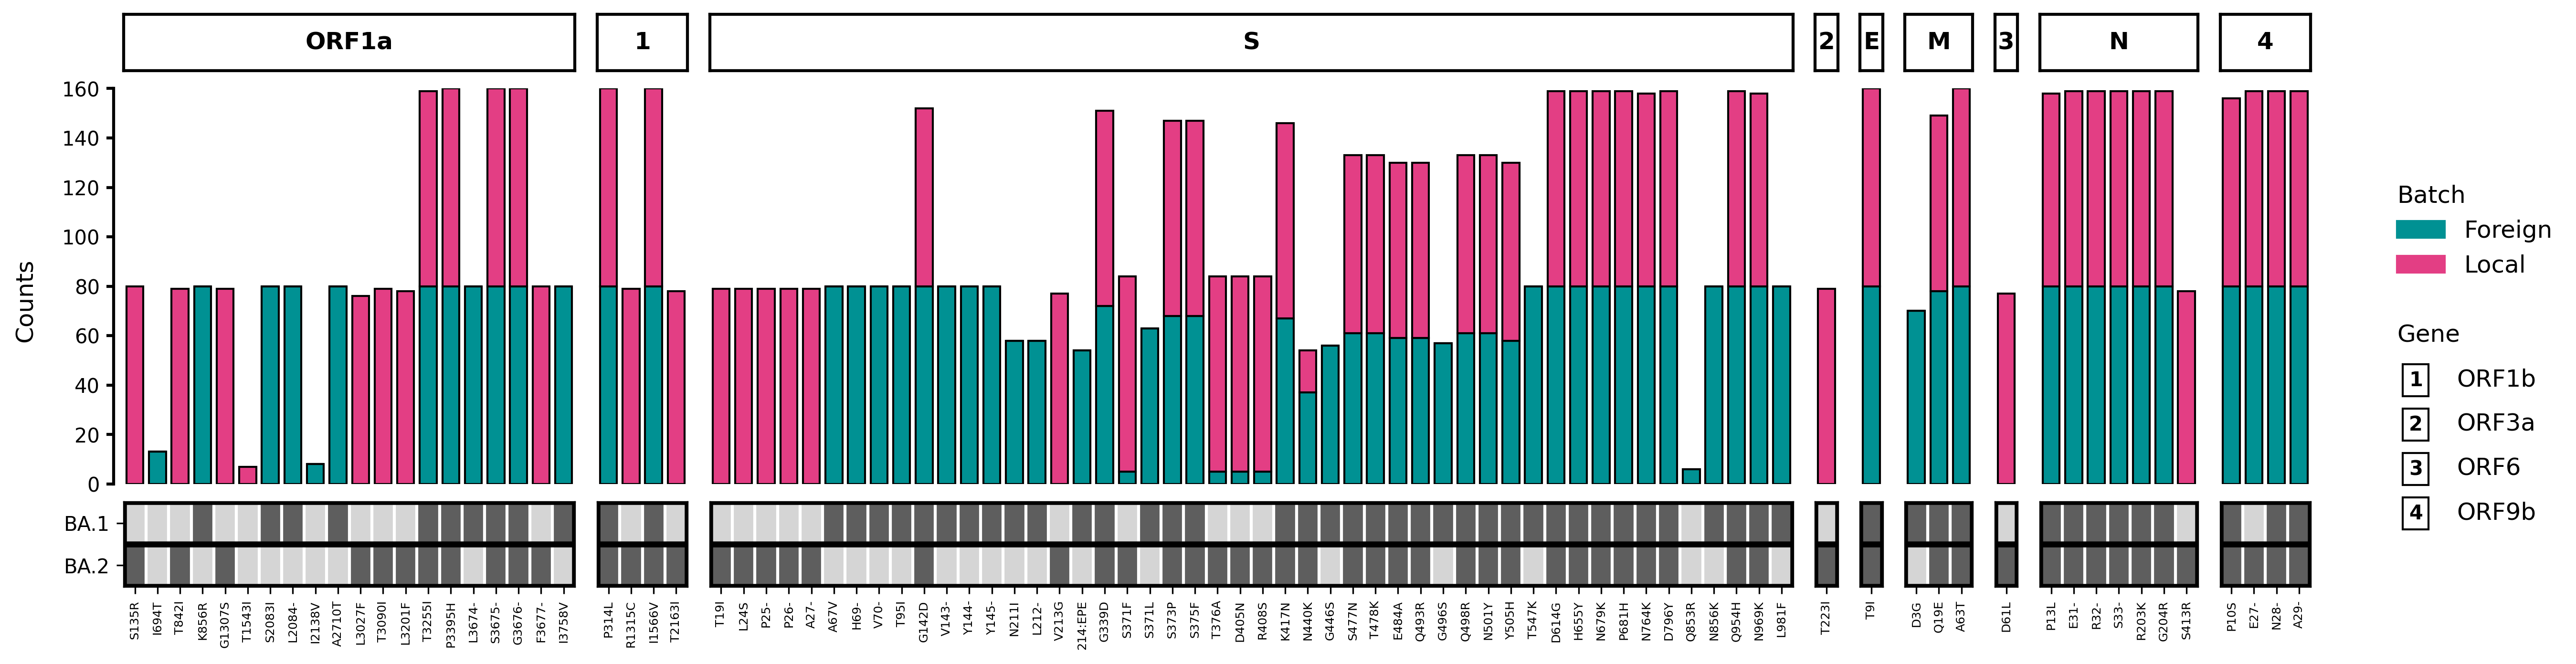 ORF1a 1 S 2 E M 3 N 4
160
140
120
100
80
60
40
20
0
Counts
Batch
Foreign
Local
Gene
1 ORF1b
2 ORF3a
3 ORF6
4 ORF9b
BA.1
BA.2
S135R I694T T842I K856R G1307S T1543I S2083I L2084- I2138V A2710T L3027F T3090I L3201F T3255I P3395H L3674- S3675- G3676- F3677- I3758V P314L R1315C I1566V T2163I T19I L24S P25- P26- A27- A67V H69- V70- T95I G142D V143- Y144- Y145- N211I L212- V213G 214:EPE G339D S371F S371L S373P S375F T376A D405N R408S K417N N440K G446S S477N T478K E484A Q493R G496S Q498R N501Y Y505H T547K D614G H655Y N679K P681H N764K D796Y Q853R N856K Q954H N969K L981F T223I T9I D3G Q19E A63T D61L P13L E31- R32- S33- R203K G204R S413R P10S E27- N28- A29-